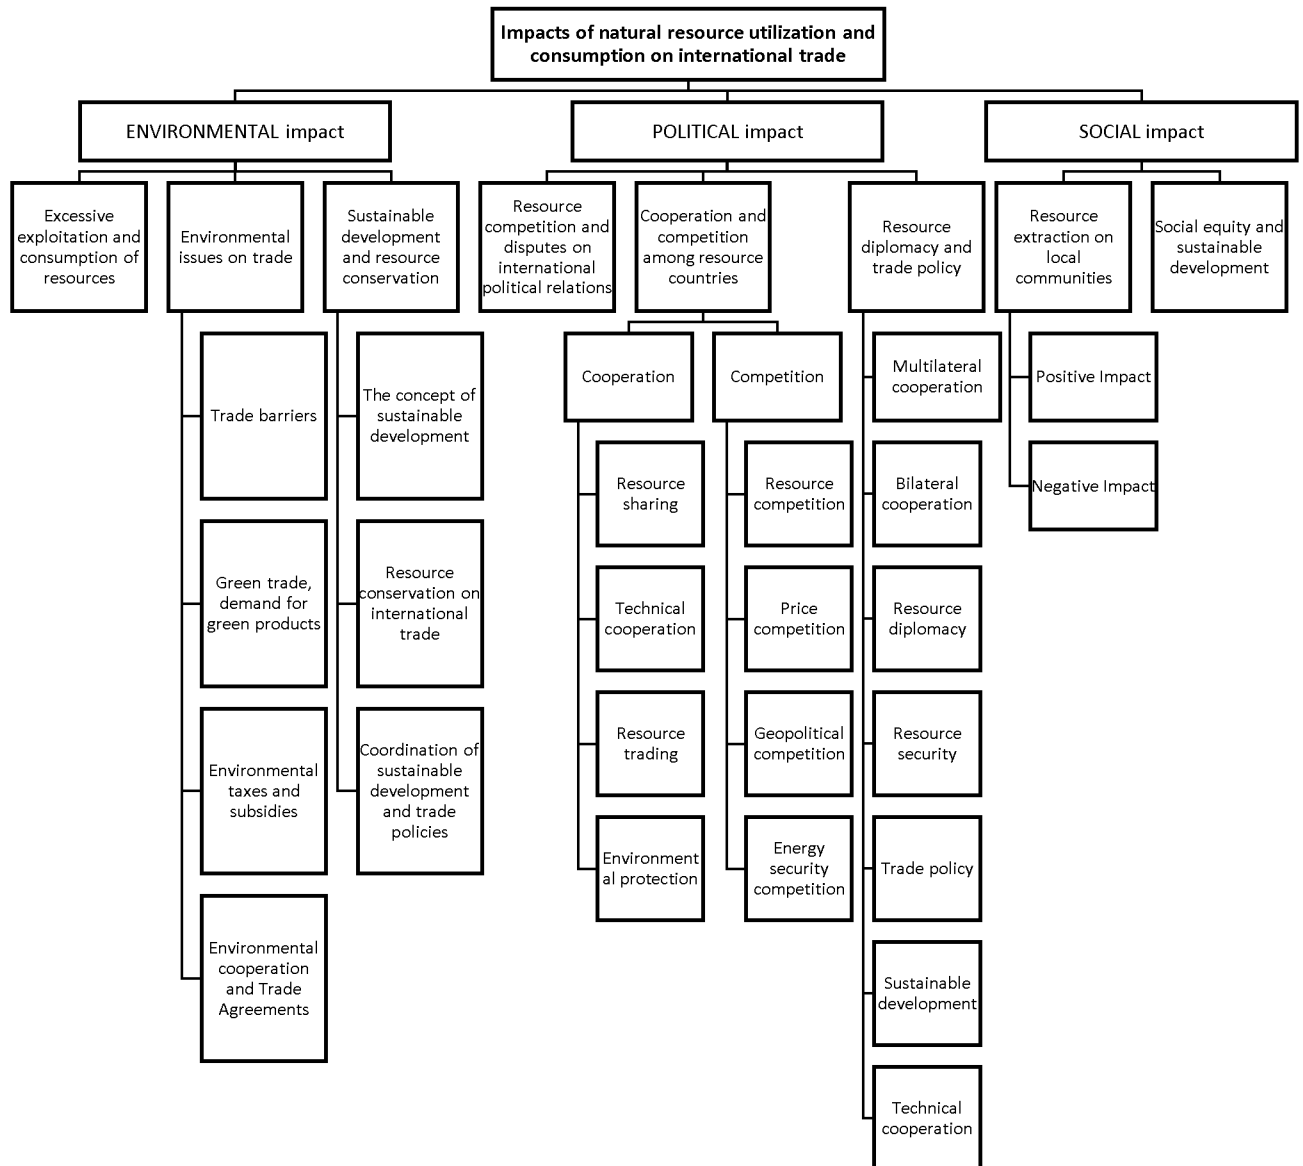 Impacts of natural resource utilization and
consumption on international trade
ENVIRONMENTAL impact
POLITICAL impact
SOCIAL impact
Excessive
exploitation and
consumption of
resources
Environmental
issues on trade
Sustainable
development
and resource
conservation
Resource
competition and
disputes on
international
political relations
Cooperation and
competition
among resource
countries
Resource
diplomacy and
trade policy
Resource
extraction on
local
communities
Social equity and
sustainable
development
Trade barriers
Green trade,
demand for
green products
Environmental
taxes and
subsidies
Environmental
cooperation
and Trade
Agreements
The concept of
sustainable
development
Resource
conservation on
international
trade
Coordination of
sustainable
development
and trade
policies
Cooperation
Resource
sharing
Technical
cooperation
Resource
trading
Environment
al protection
Competition
Resource
competition
Price
competition
Geopolitical
competition
Energy
security
competition
Multilateral
cooperation
Bilateral
cooperation
Resource
diplomacy
Resource
security
Trade policy
Sustainable
development
Technical
cooperation
Positive Impact
Negative Impact